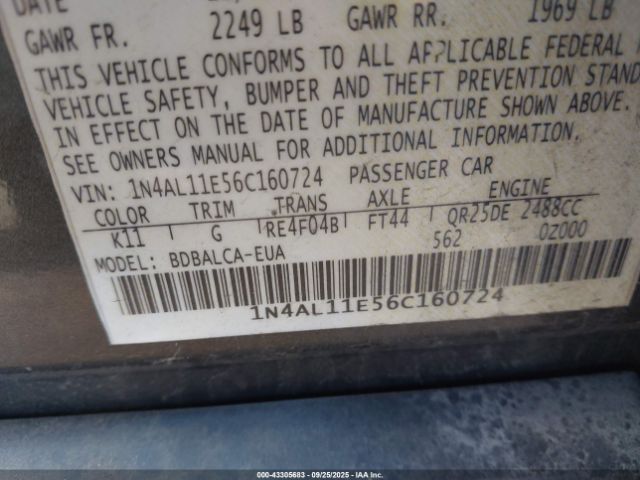 DATE
GAWR FR. 2249 LB GAWR RR. 1969 LB
THIS VEHICLE CONFORMS TO ALL APPLICABLE FEDERAL
VEHICLE SAFETY, BUMPER AND THEFT PREVENTION STAND
IN EFFECT ON THE DATE OF MANUFACTURE SHOWN ABOVE.
SEE OWNERS MANUAL FOR ADDITIONAL INFORMATION.
VIN: 1N4AL11E56C160724 PASSENGER CAR
COLOR TRIM TRANS AXLE ENGINE
K11 G RE4F04B FT44 QR25DE 2488CC
562 0Z000
MODEL: BDBALCA-EUA
1N4AL11E56C160724
© 2025 - ** 43305683 - 09/25/2025 - IAA Inc.